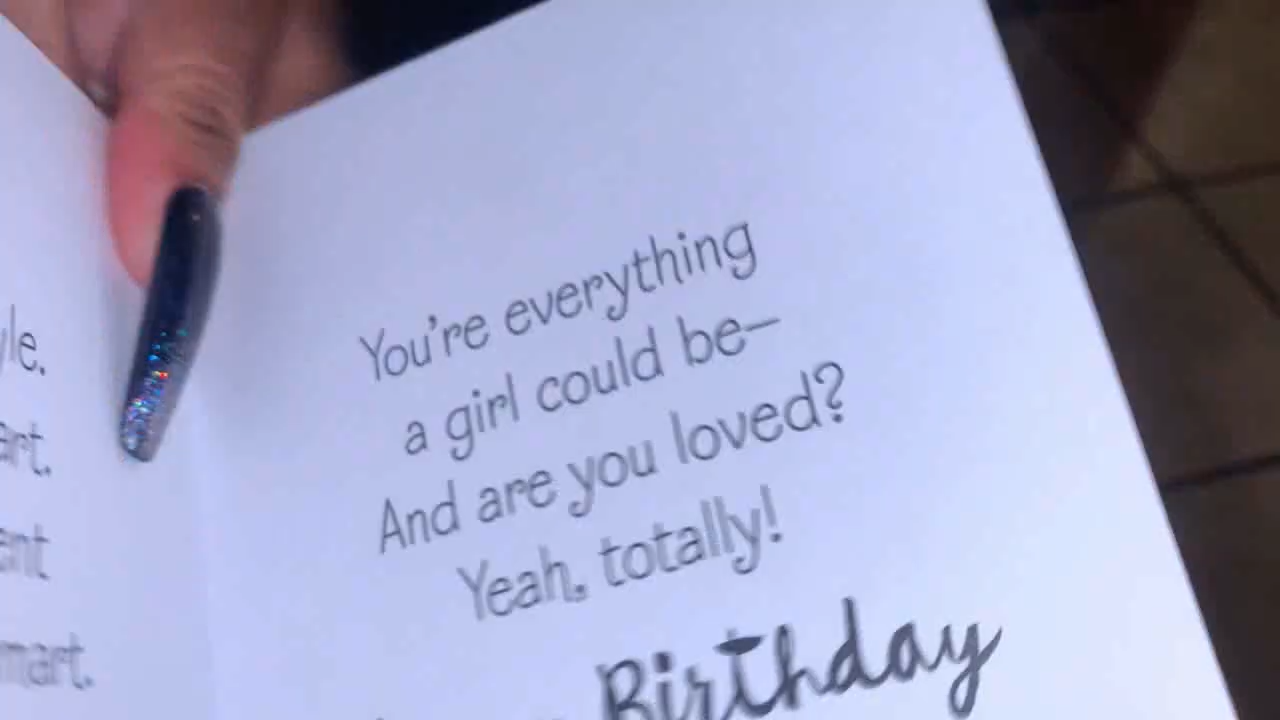 You're everything
a girl could be–
And are you loved?
Yeah, totally!
Birthday